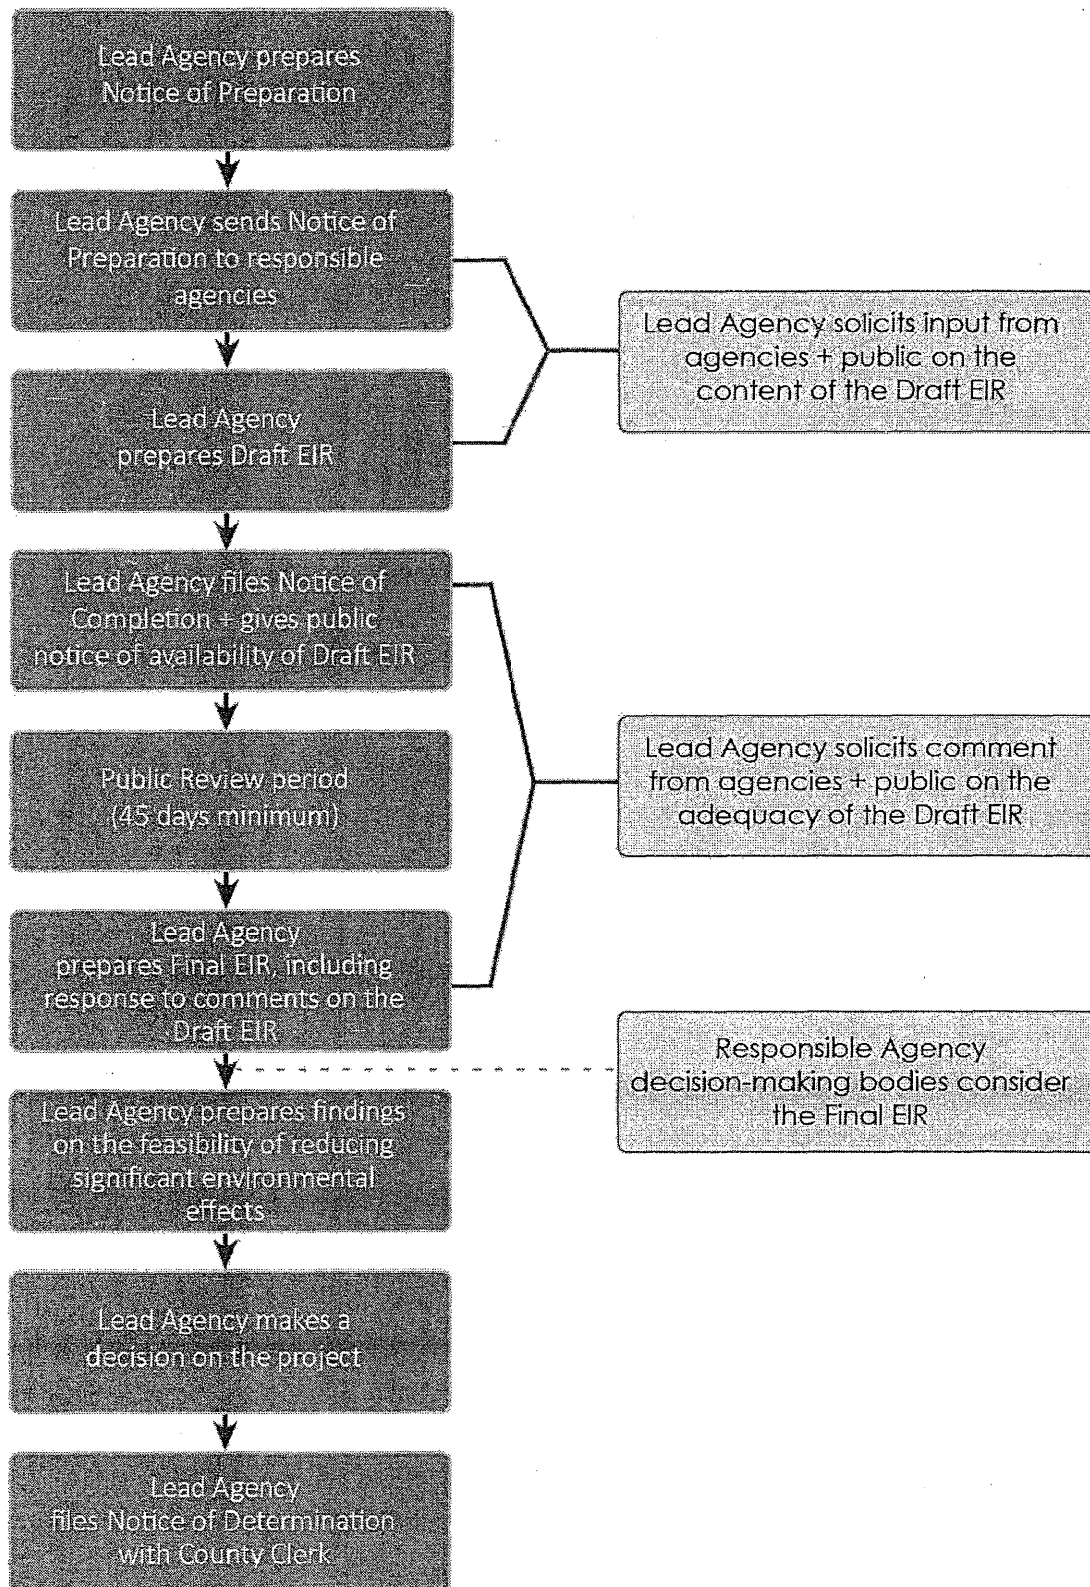 Lead Agency prepares
Notice of Preparation
Lead Agency sends Notice of
Preparation to responsible
agencies
Lead Agency solicits input from
agencies + public on the
content of the Draft EIR
Lead Agency
prepares Draft EIR
Lead Agency files Notice of
Completion + gives public
notice of availability of Draft EIR
Public Review period
(45 days minimum)
Lead Agency solicits comment
from agencies + public on the
adequacy of the Draft EIR
Lead Agency
prepares Final EIR, including
response to comments on the
Draft EIR
Responsible Agency
decision-making bodies consider
the Final EIR
Lead Agency prepares findings
on the feasibility of reducing
significant environmental
effects
Lead Agency makes a
decision on the project
Lead Agency
files Notice of Determination
with County Clerk